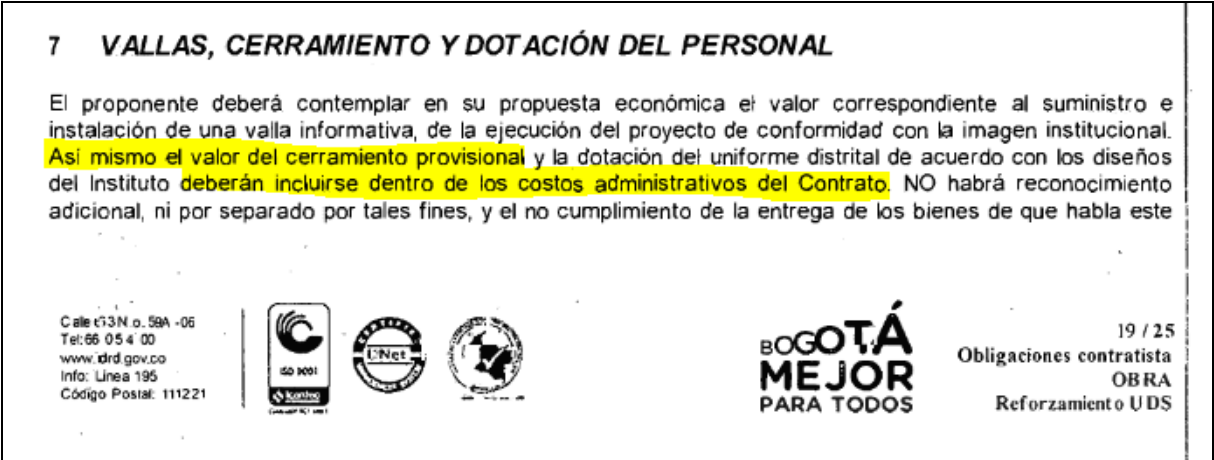 7 VALLAS, CERRAMIENTO Y DOTACIÓN DEL PERSONAL
El proponente deberá contemplar en su propuesta económica el valor correspondiente al suministro e
instalación de una valla informativa, de la ejecución del proyecto de conformidad con la imagen institucional.
Así mismo el valor del cerramiento provisional y la dotación del uniforme distrital de acuerdo con los diseños
del Instituto deberán incluirse dentro de los costos administrativos del Contrato. NO habrá reconocimiento
adicional, ni por separado por tales fines, y el no cumplimiento de la entrega de los bienes de que habla este
Calle 63 No. 59A -06
Tel:66 05 4 00
www.idrd.gov.co
Info: Linea 195
Código Postal: 111221
ISO 9001
icontec
IQNet
BOGOTÁ
MEJOR
PARA TODOS
19 / 25
Obligaciones contratista
OBRA
Reforzamiento UDS